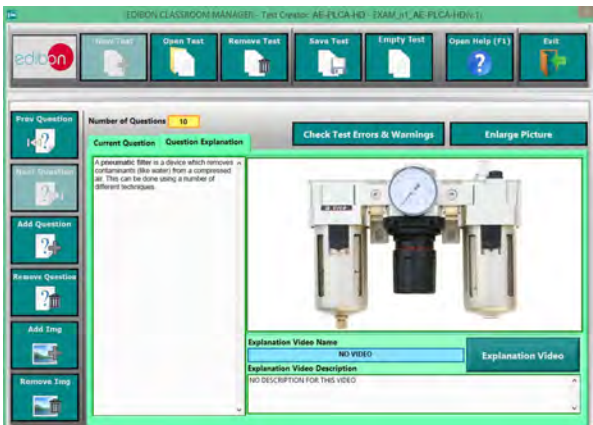 EDIBON CLASSROOM MANAGER - Test Creator: AE-PLCA-HD - EXAM_n1_AE-PLCA-HD(v.1)
edibon
New Test
Open Test
Remove Test
Save Test
Empty Test
Open Help (F1)
Exit
Prev Question
Number of Questions 10
Current Question
Question Explanation
Check Test Errors & Warnings
Enlarge Picture
A pneumatic filter is a device which removes
contaminants (like water) from a compressed
air. This can be done using a number of
different techniques.
Next Question
Add Question
Remove Question
Add Img
Remove Img
Explanation Video Name
NO VIDEO
Explanation Video
Explanation Video Description
NO DESCRIPTION FOR THIS VIDEO